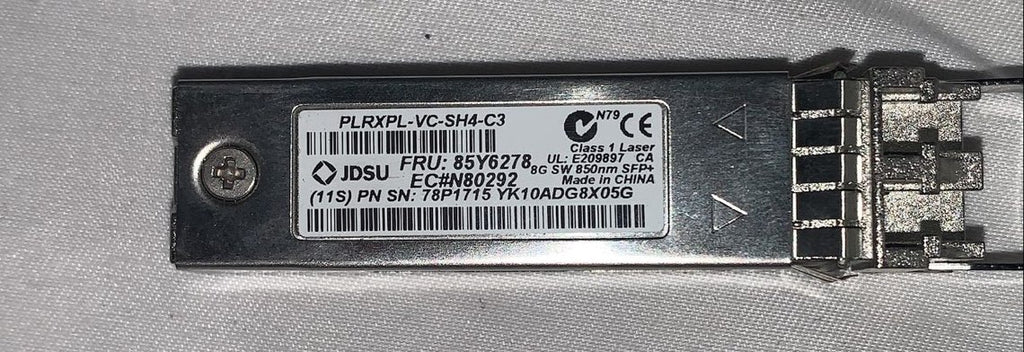 PLRXPL-VC-SH4-C3
N79 CE
Class 1 Laser
JDSU
FRU: 85Y6278
UL: E209897 CA
8G SW 850nm SFP+
EC#N80292
Made in CHINA
(11S) PN SN: 78P1715 YK10ADG8X05G